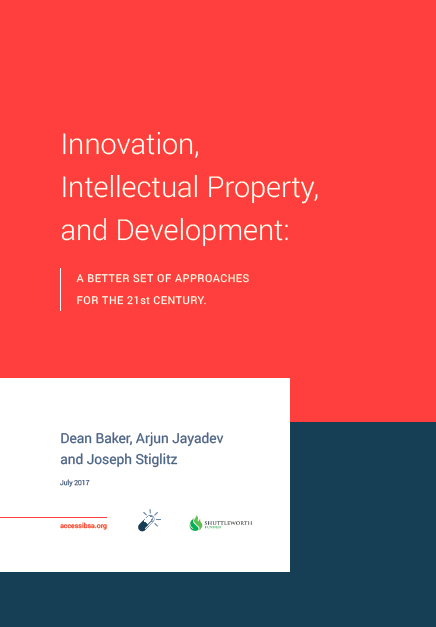 Innovation,
Intellectual Property,
and Development:
A BETTER SET OF APPROACHES
FOR THE 21st CENTURY.
Dean Baker, Arjun Jayadev
and Joseph Stiglitz
July 2017
accessibsa.org
SHUTTLEWORTH
FUNDED